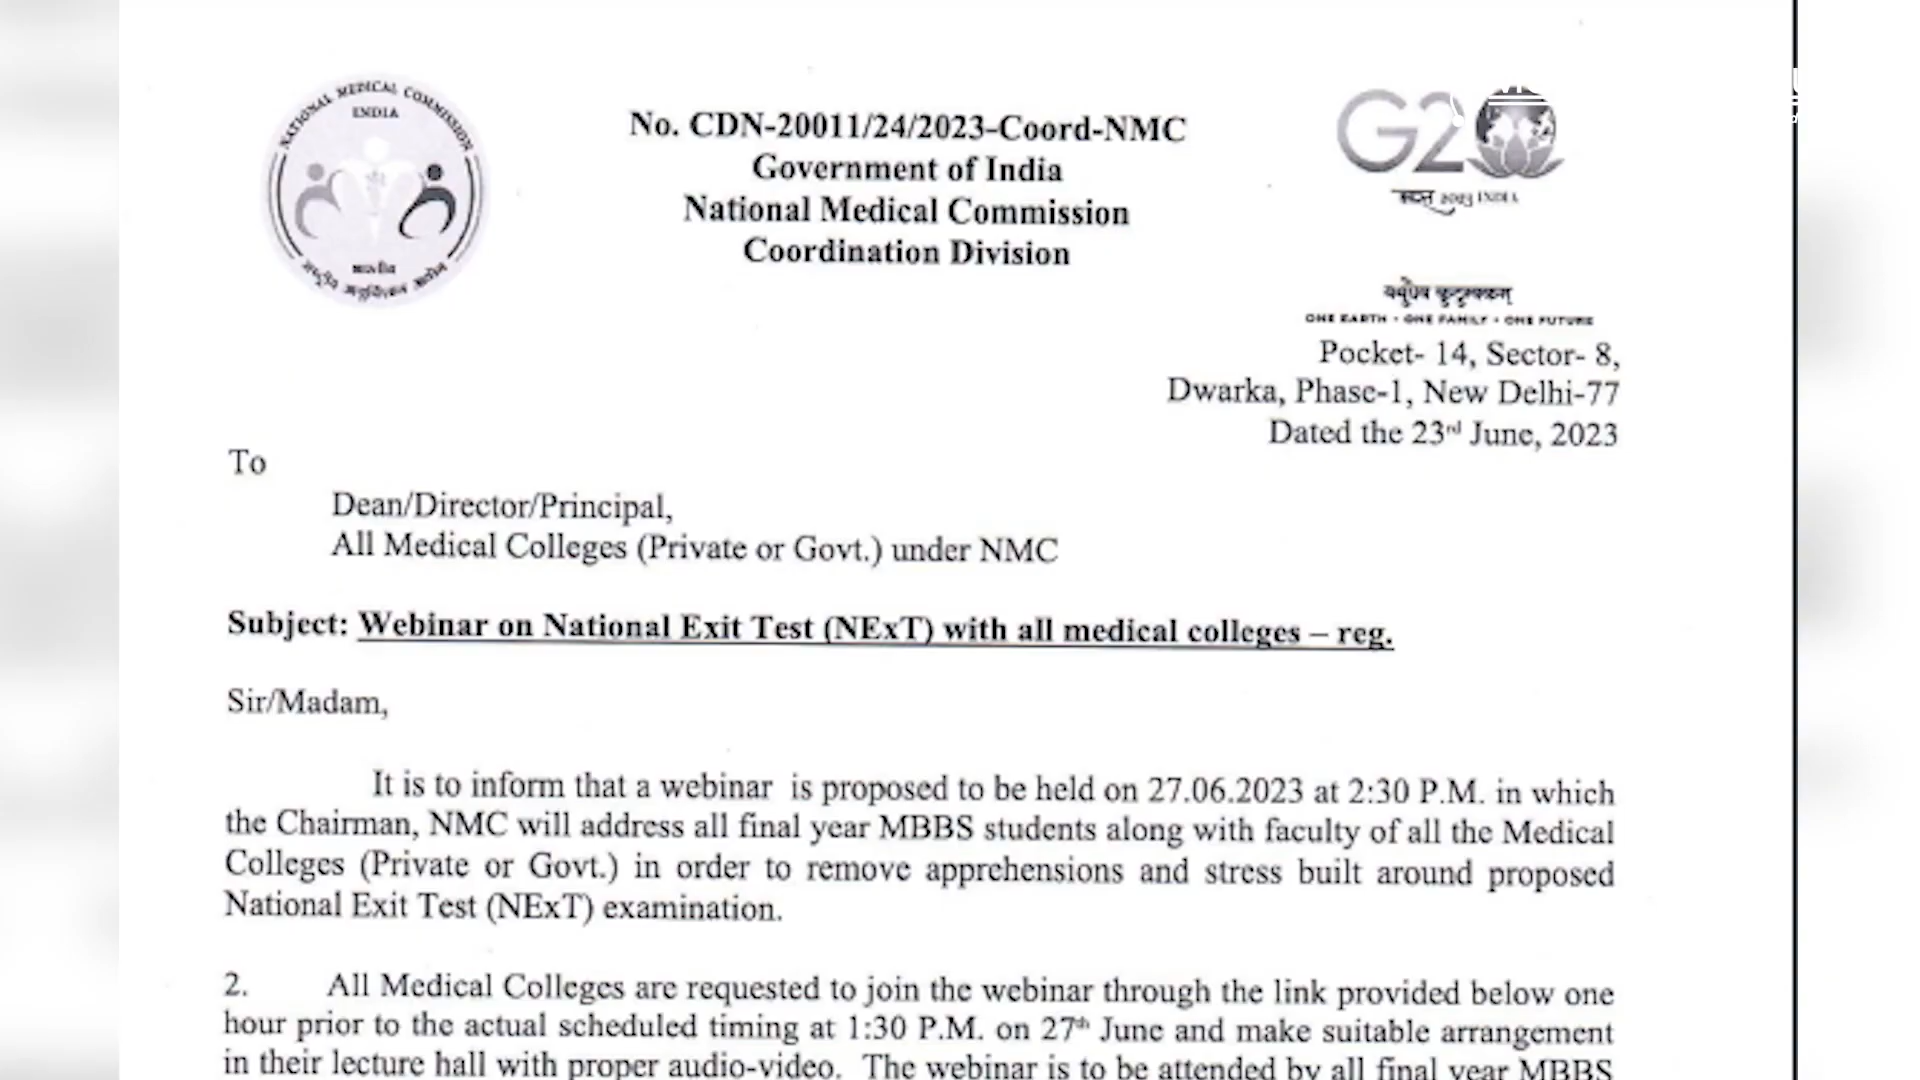 NATIONAL MEDICAL COMMISSION
INDIA
No. CDN-20011/24/2023-Coord-NMC
Government of India
National Medical Commission
Coordination Division
G20
2023 INDIA
वसुधैव कुटुम्बकम्
ONE EARTH • ONE FAMILY • ONE FUTURE
Pocket- 14, Sector- 8,
Dwarka, Phase-1, New Delhi-77
Dated the 23rd June, 2023
To
Dean/Director/Principal,
All Medical Colleges (Private or Govt.) under NMC
Subject: Webinar on National Exit Test (NExT) with all medical colleges – reg.
Sir/Madam,
It is to inform that a webinar is proposed to be held on 27.06.2023 at 2:30 P.M. in which
the Chairman, NMC will address all final year MBBS students along with faculty of all the Medical
Colleges (Private or Govt.) in order to remove apprehensions and stress built around proposed
National Exit Test (NExT) examination.
2. All Medical Colleges are requested to join the webinar through the link provided below one
hour prior to the actual scheduled timing at 1:30 P.M. on 27th June and make suitable arrangement
in their lecture hall with proper audio-video. The webinar is to be attended by all final year MBBS